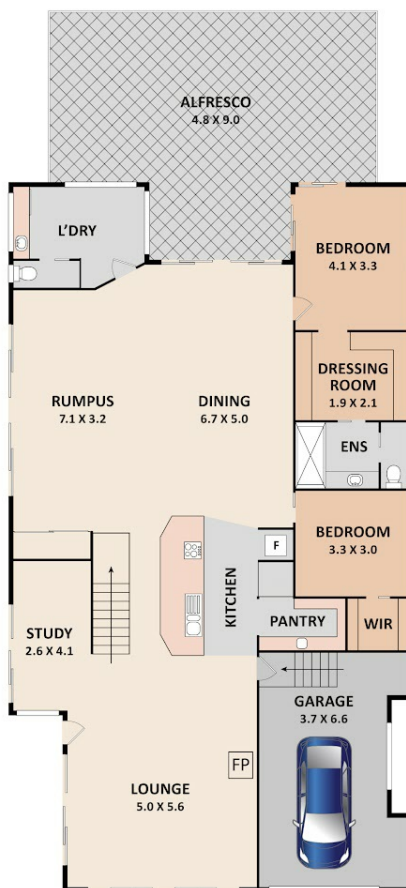 ALFRESCO
4.8 X 9.0
L'DRY
BEDROOM
4.1 X 3.3
RUMPUS
7.1 X 3.2
DINING
6.7 X 5.0
DRESSING
ROOM
1.9 X 2.1
ENS
F
BEDROOM
3.3 X 3.0
KITCHEN
PANTRY
WIR
STUDY
2.6 X 4.1
GARAGE
3.7 X 6.6
FP
LOUNGE
5.0 X 5.6